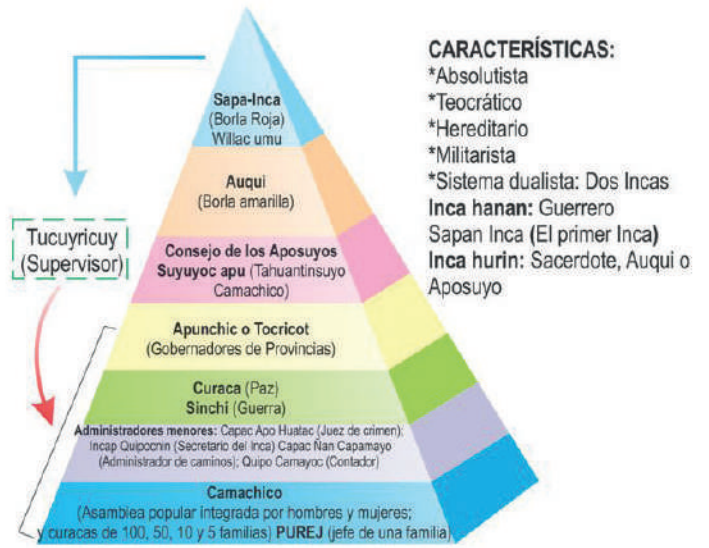 Sapa-Inca
(Borla Roja)
Willac umu
Auqui
(Borla amarilla)
Consejo de los Aposuyos
Suyuyoc apu (Tahuantinsuyo
Camachico)
Apunchic o Tocricot
(Gobernadores de Provincias)
Curaca (Paz)
Sinchi (Guerra)
Administradores menores: Capac Apo Huatac (Juez de crimen);
Incap Quipocnin (Secretario del Inca) Capac Ñan Capamayo
(Administrador de caminos); Quipo Camayoc (Contador)
Camachico
(Asamblea popular integrada por hombres y mujeres;
y curacas de 100, 50, 10 y 5 familias) PUREJ (jefe de una familia)
Tucuyricuy
(Supervisor)
CARACTERÍSTICAS:
*Absolutista
*Teocrático
*Hereditario
*Militarista
*Sistema dualista: Dos Incas
Inca hanan: Guerrero
Sapan Inca (El primer Inca)
Inca hurin: Sacerdote, Auqui o
Aposuyo